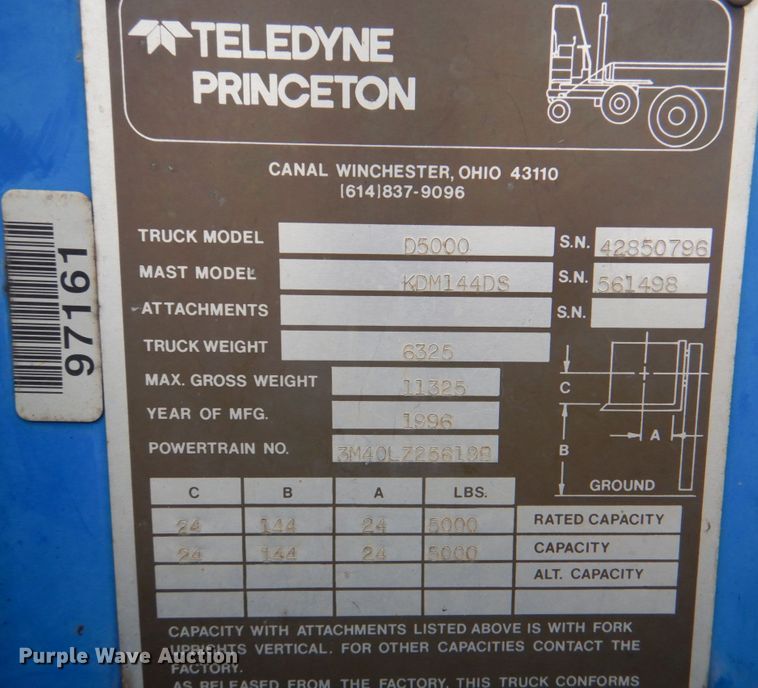 TELEDYNE
PRINCETON
CANAL WINCHESTER, OHIO 43110
(614)837-9096
TRUCK MODEL D5000 S.N. 42850796
MAST MODEL KDM144DS S.N. 561498
ATTACHMENTS S.N.
TRUCK WEIGHT 6325
MAX. GROSS WEIGHT 11325
YEAR OF MFG. 1996
POWERTRAIN NO.
C
A
B
GROUND
C B A LBS.
24 144 24 5000 RATED CAPACITY
24 144 24 5000 CAPACITY
ALT. CAPACITY
CAPACITY WITH ATTACHMENTS LISTED ABOVE IS WITH FORK
UPRIGHTS VERTICAL. FOR OTHER CAPACITIES CONTACT THE
FACTORY.
AS RELEASED FROM THE FACTORY, THIS TRUCK CONFORMS
97161
Purple Wave Auction